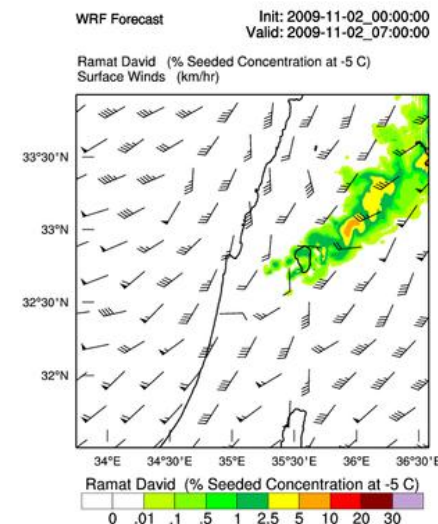 WRF Forecast
Init: 2009-11-02_00:00:00
Valid: 2009-11-02_07:00:00
Ramat David (% Seeded Concentration at -5 C)
Surface Winds (km/hr)
33°30'N
33°N
32°30'N
32°N
34°E 34°30'E 35°E 35°30'E 36°E 36°30'E
Ramat David (% Seeded Concentration at -5 C)
0 .01 .1 .5 1 2.5 5 10 20 30